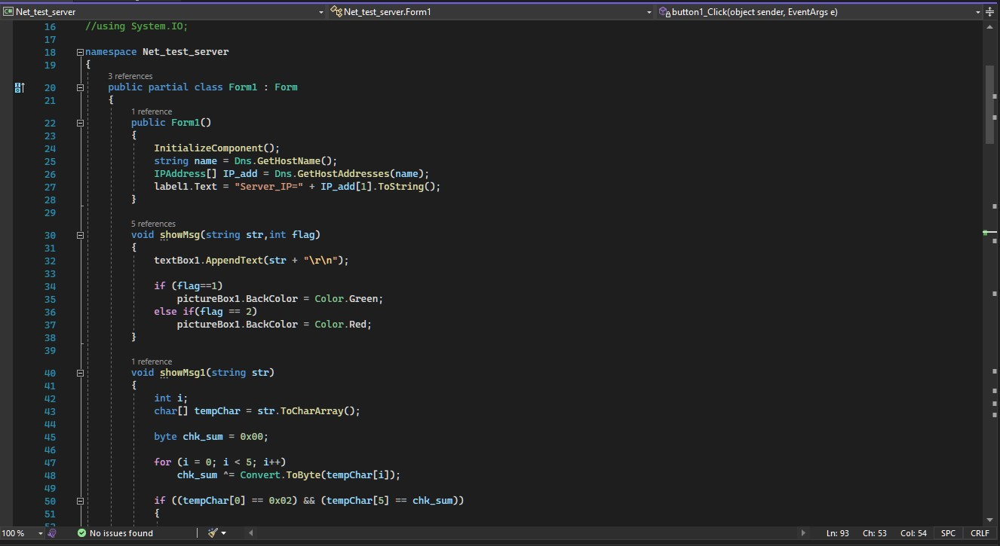 Net_test_server Net_test_server.Form1 button1_Click(object sender, EventArgs e)
16 //using System.IO;
17
18 namespace Net_test_server
19 {
3 references
20 public partial class Form1 : Form
21 {
1 reference
22 public Form1()
23 {
24 InitializeComponent();
25 string name = Dns.GetHostName();
26 IPAddress[] IP_add = Dns.GetHostAddresses(name);
27 label1.Text = "Server_IP=" + IP_add[1].ToString();
28 }
29
5 references
30 void showMsg(string str,int flag)
31 {
32 textBox1.AppendText(str + "\r\n");
33
34 if (flag==1)
35 pictureBox1.BackColor = Color.Green;
36 else if(flag == 2)
37 pictureBox1.BackColor = Color.Red;
38 }
39
1 reference
40 void showMsg1(string str)
41 {
42 int i;
43 char[] tempChar = str.ToCharArray();
44
45 byte chk_sum = 0x00;
46
47 for (i = 0; i < 5; i++)
48 chk_sum ^= Convert.ToByte(tempChar[i]);
49
50 if ((tempChar[0] == 0x02) && (tempChar[5] == chk_sum))
51 {
100 % No issues found Ln: 93 Ch: 53 Col: 54 SPC CRLF